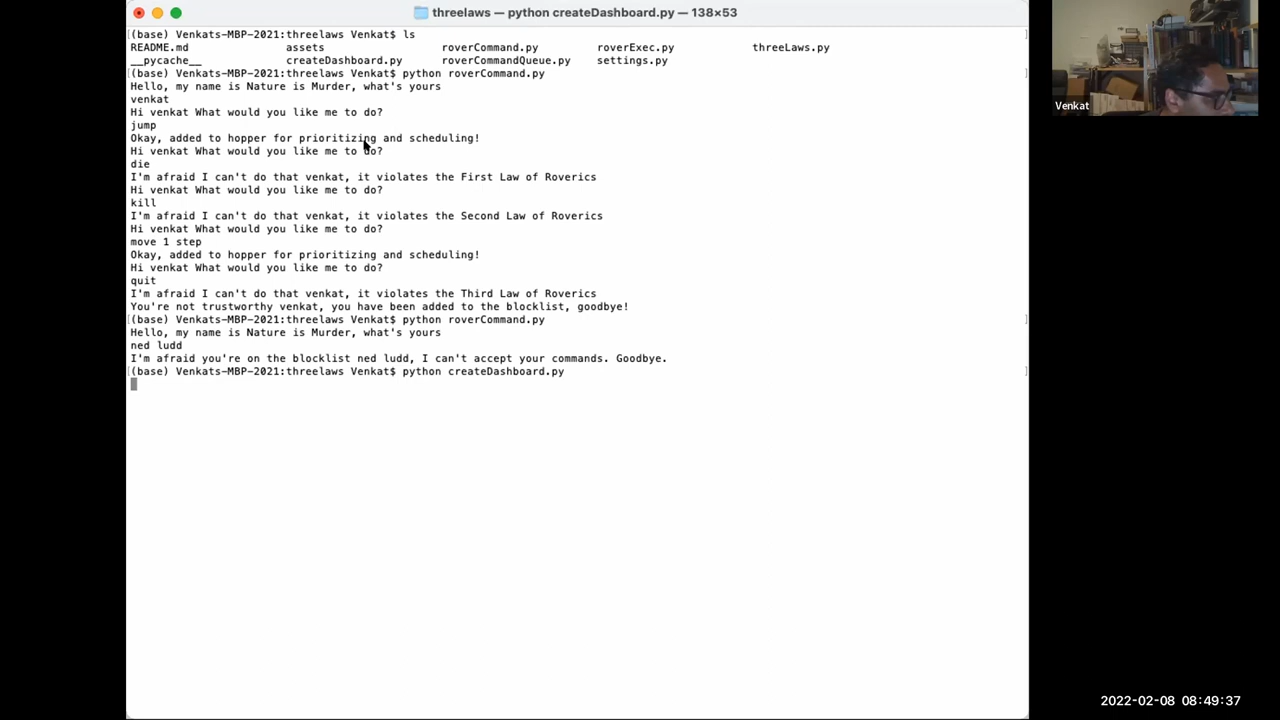 threelaws — python createDashboard.py — 138×53
[(base) Venkats-MBP-2021:threelaws Venkat$ ls ]
README.md assets roverCommand.py roverExec.py threeLaws.py
__pycache__ createDashboard.py roverCommandQueue.py settings.py
[(base) Venkats-MBP-2021:threelaws Venkat$ python roverCommand.py ]
Hello, my name is Nature is Murder, what's yours
venkat
Hi venkat What would you like me to do?
jump
Okay, added to hopper for prioritizing and scheduling!
Hi venkat What would you like me to do?
die
I'm afraid I can't do that venkat, it violates the First Law of Roverics
Hi venkat What would you like me to do?
kill
I'm afraid I can't do that venkat, it violates the Second Law of Roverics
Hi venkat What would you like me to do?
move 1 step
Okay, added to hopper for prioritizing and scheduling!
Hi venkat What would you like me to do?
quit
I'm afraid I can't do that venkat, it violates the Third Law of Roverics
You're not trustworthy venkat, you have been added to the blocklist, goodbye!
[(base) Venkats-MBP-2021:threelaws Venkat$ python roverCommand.py ]
Hello, my name is Nature is Murder, what's yours
ned ludd
I'm afraid you're on the blocklist ned ludd, I can't accept your commands. Goodbye.
[(base) Venkats-MBP-2021:threelaws Venkat$ python createDashboard.py ]
Venkat
2022-02-08 08:49:37